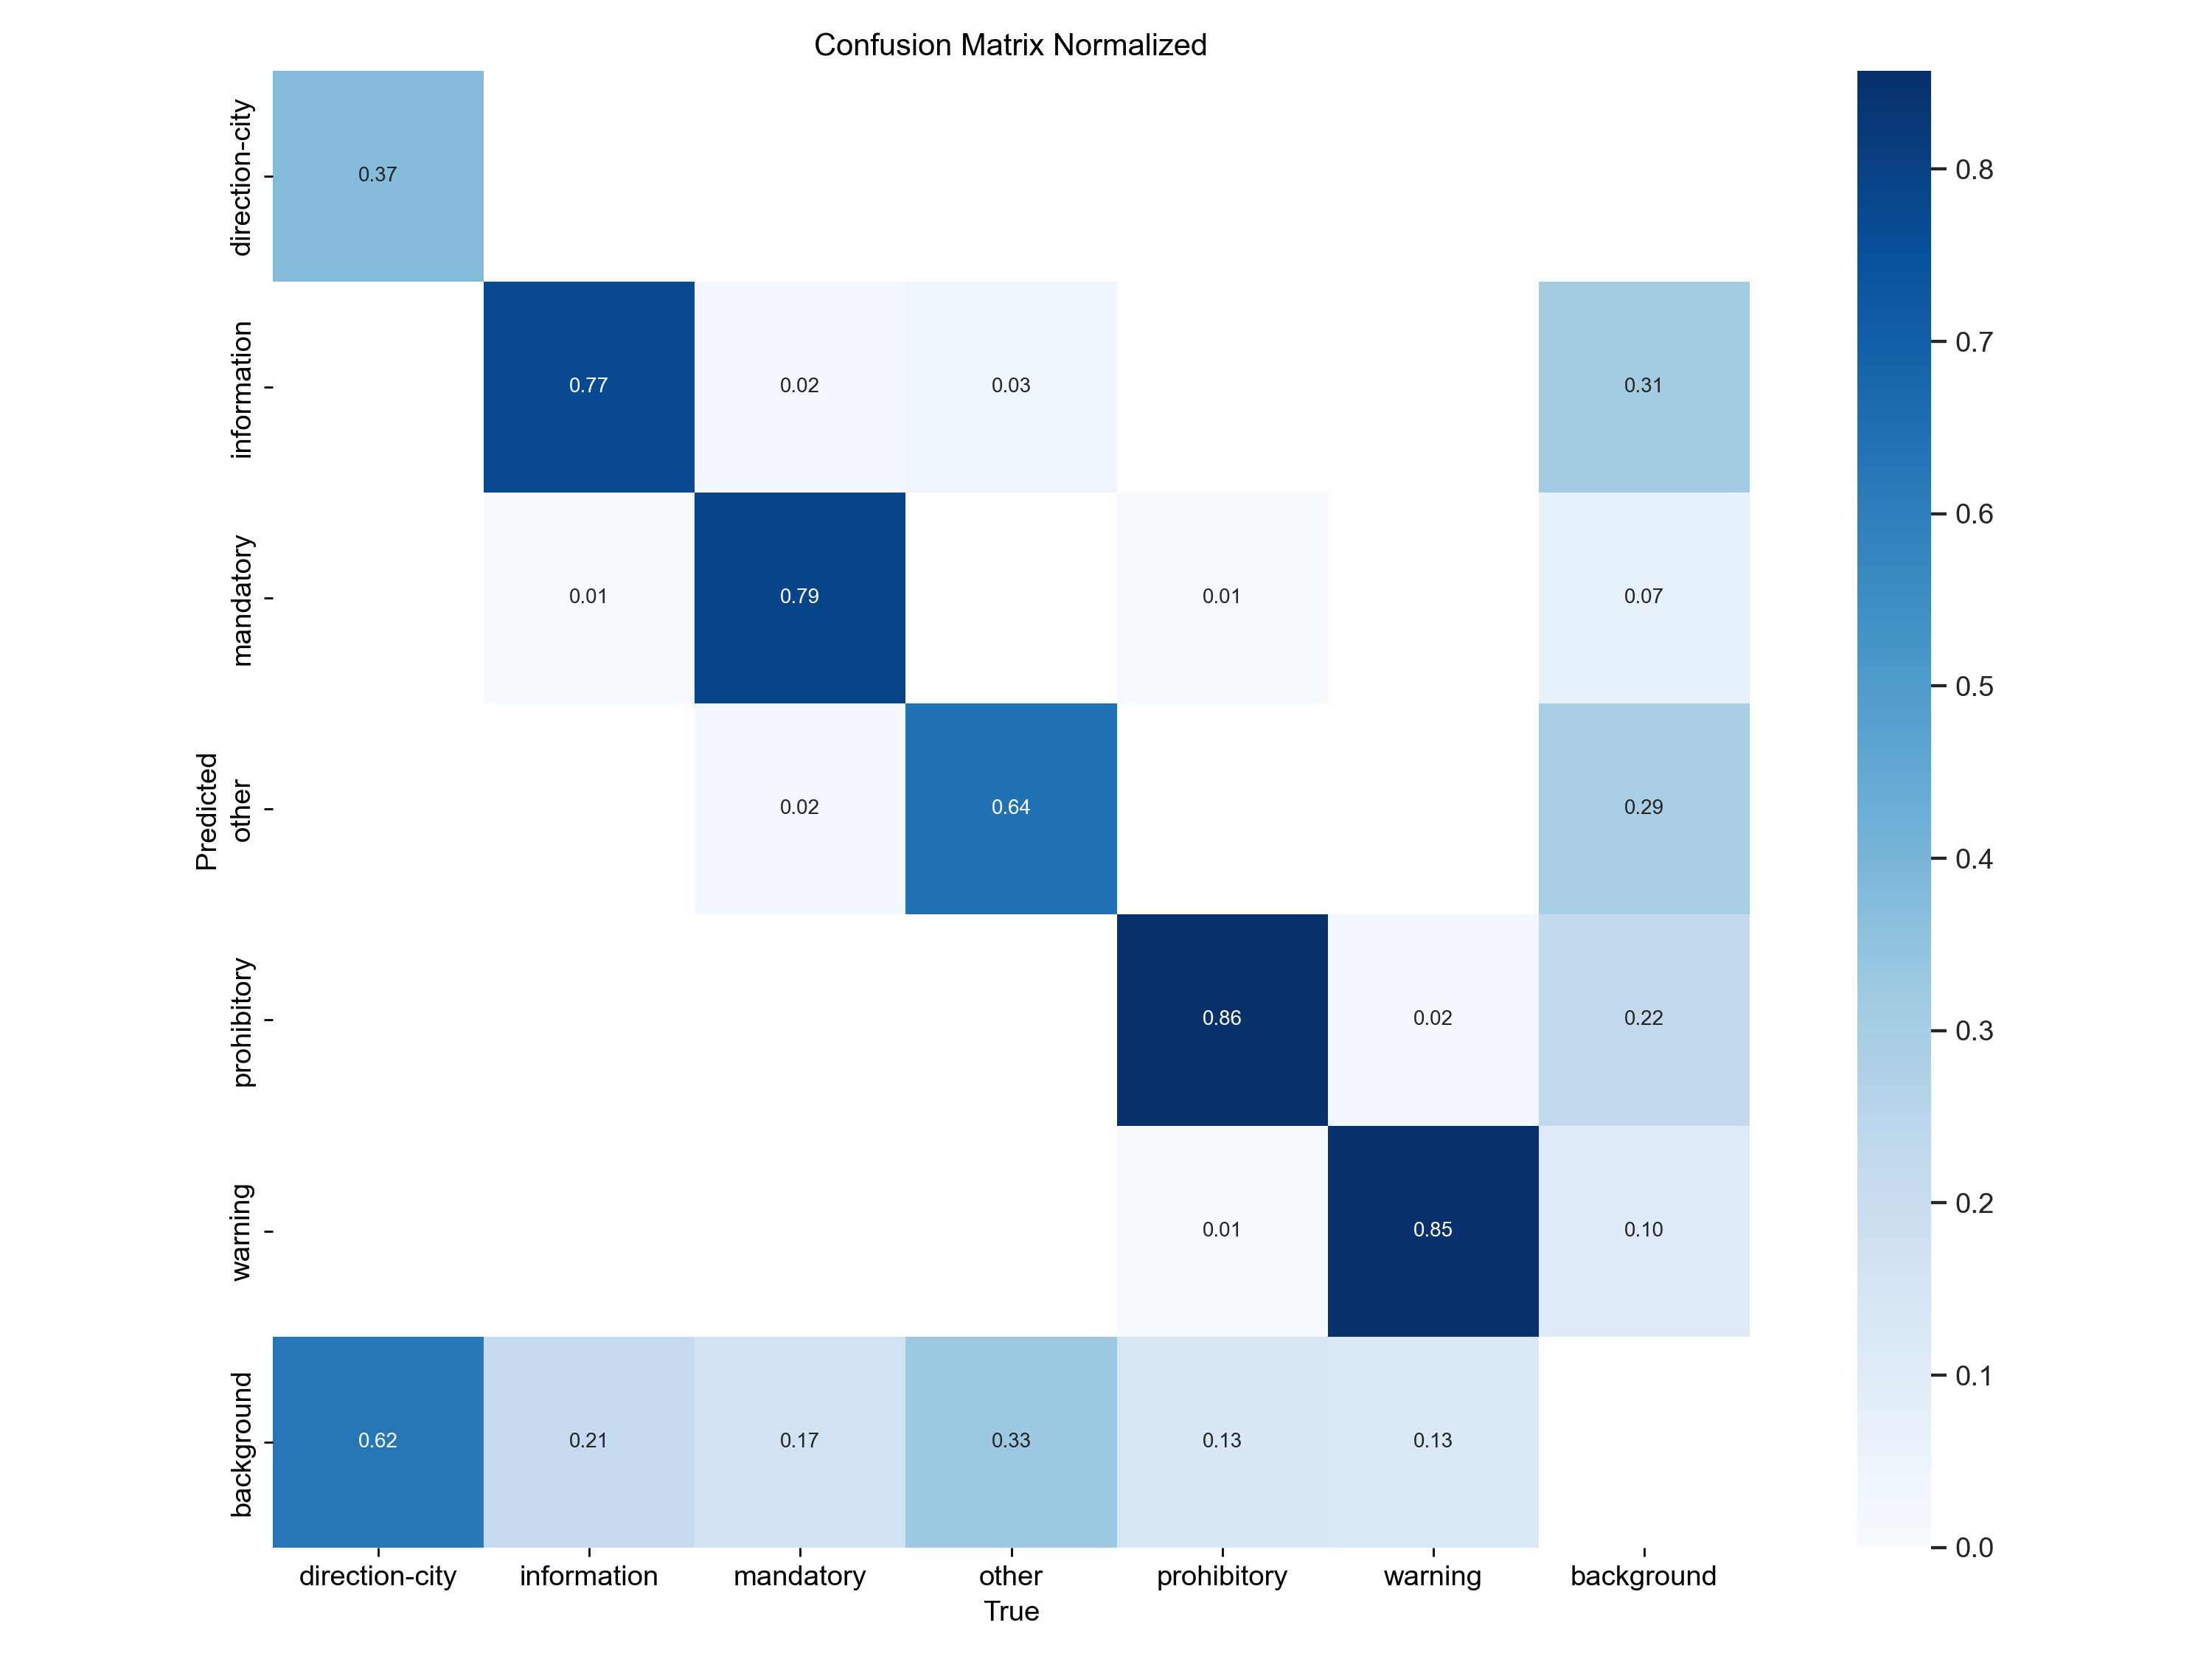 Confusion Matrix Normalized
direction-city
0.37
0.8
information
0.77 0.02 0.03 0.31
0.7
mandatory
0.01 0.79 0.01 0.07
0.6
0.5
Predicted
other
0.02 0.64 0.29
0.4
prohibitory
0.86 0.02 0.22
0.3
warning
0.01 0.85 0.10
0.2
background
0.62 0.21 0.17 0.33 0.13 0.13
0.1
0.0
direction-city information mandatory other prohibitory warning background
True